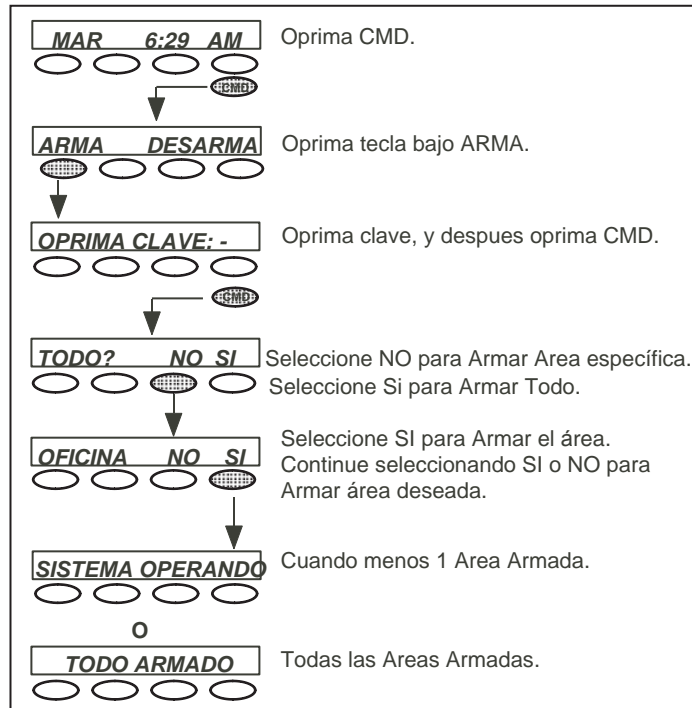 MAR 6:29 AM
Oprima CMD.
CMD
ARMA DESARMA
Oprima tecla bajo ARMA.
OPRIMA CLAVE: -
Oprima clave, y despues oprima CMD.
CMD
TODO? NO SI
Seleccione NO para Armar Area específica.
Seleccione Si para Armar Todo.
OFICINA NO SI
Seleccione SI para Armar el área.
Continue seleccionando SI o NO para
Armar área deseada.
SISTEMA OPERANDO
Cuando menos 1 Area Armada.
O
TODO ARMADO
Todas las Areas Armadas.